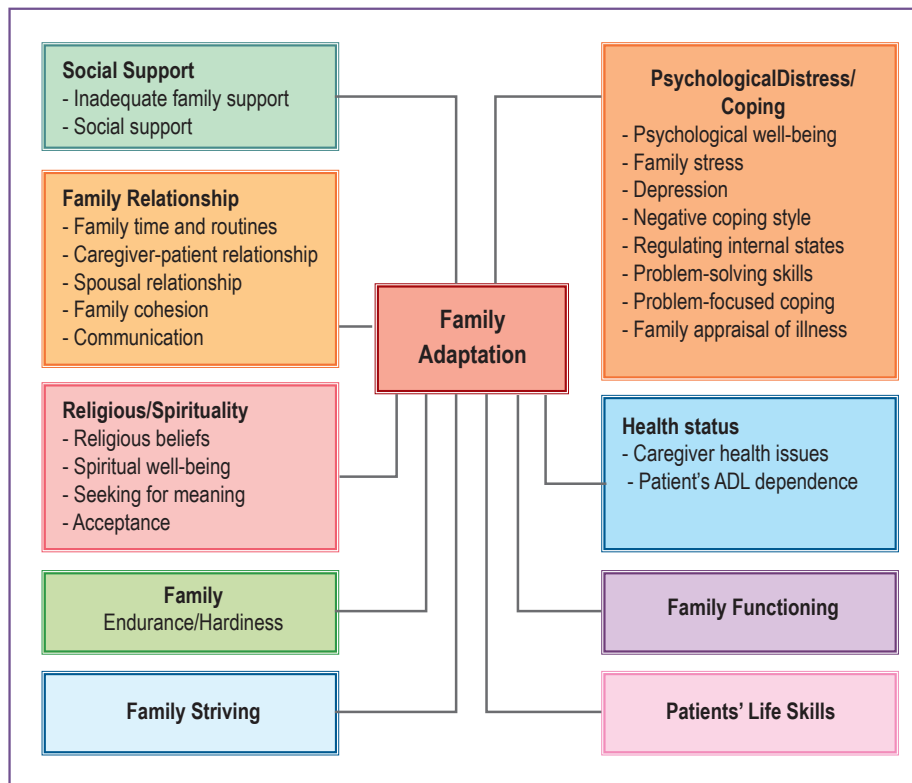 Social Support
- Inadequate family support
- Social support
Family Relationship
- Family time and routines
- Caregiver-patient relationship
- Spousal relationship
- Family cohesion
- Communication
Religious/Spirituality
- Religious beliefs
- Spiritual well-being
- Seeking for meaning
- Acceptance
Family
Endurance/Hardiness
Family Striving
Family
Adaptation
PsychologicalDistress/
Coping
- Psychological well-being
- Family stress
- Depression
- Negative coping style
- Regulating internal states
- Problem-solving skills
- Problem-focused coping
- Family appraisal of illness
Health status
- Caregiver health issues
- Patient's ADL dependence
Family Functioning
Patients' Life Skills